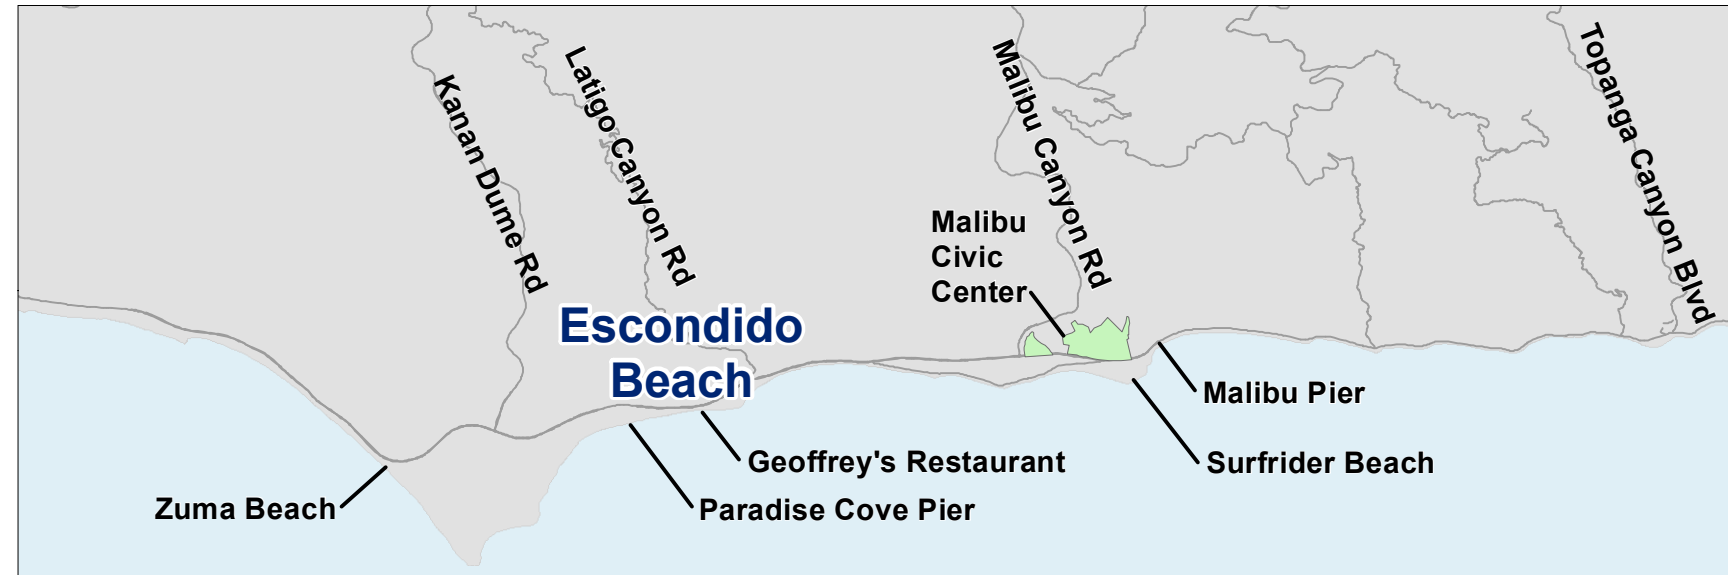 Kanan Dume Rd
Latigo Canyon Rd
Malibu Canyon Rd
Topanga Canyon Blvd
Malibu
Civic
Center
Escondido
Beach
Malibu Pier
Geoffrey's Restaurant
Surfrider Beach
Zuma Beach
Paradise Cove Pier